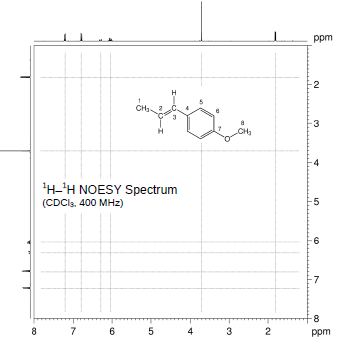 ppm
2
3
4
5
6
7
8
ppm
8 7 6 5 4 3 2
H
1 CH₃ 2 3 4 5 6 7 8
H
O CH₃
¹H–¹H NOESY Spectrum
(CDCl₃, 400 MHz)